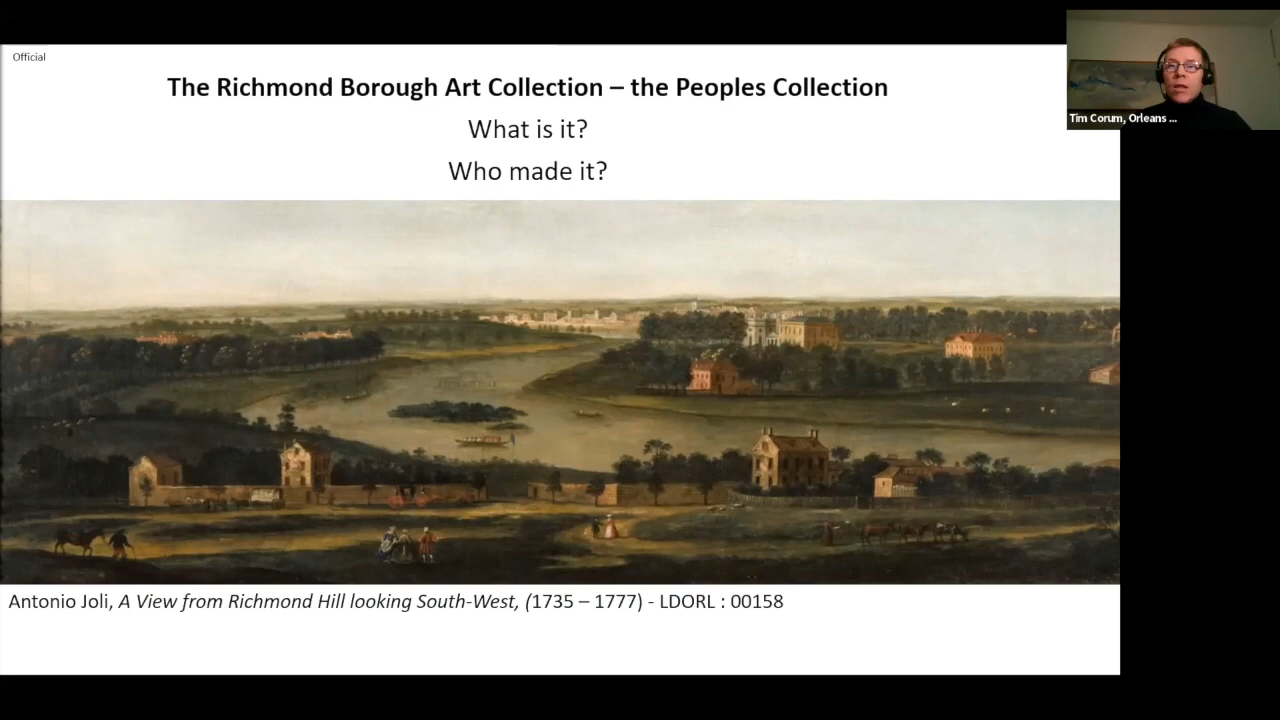 Official
The Richmond Borough Art Collection – the Peoples Collection
What is it?
Who made it?
Tim Corum, Orleans ...
Antonio Joli, A View from Richmond Hill looking South-West, (1735 – 1777) - LDORL : 00158